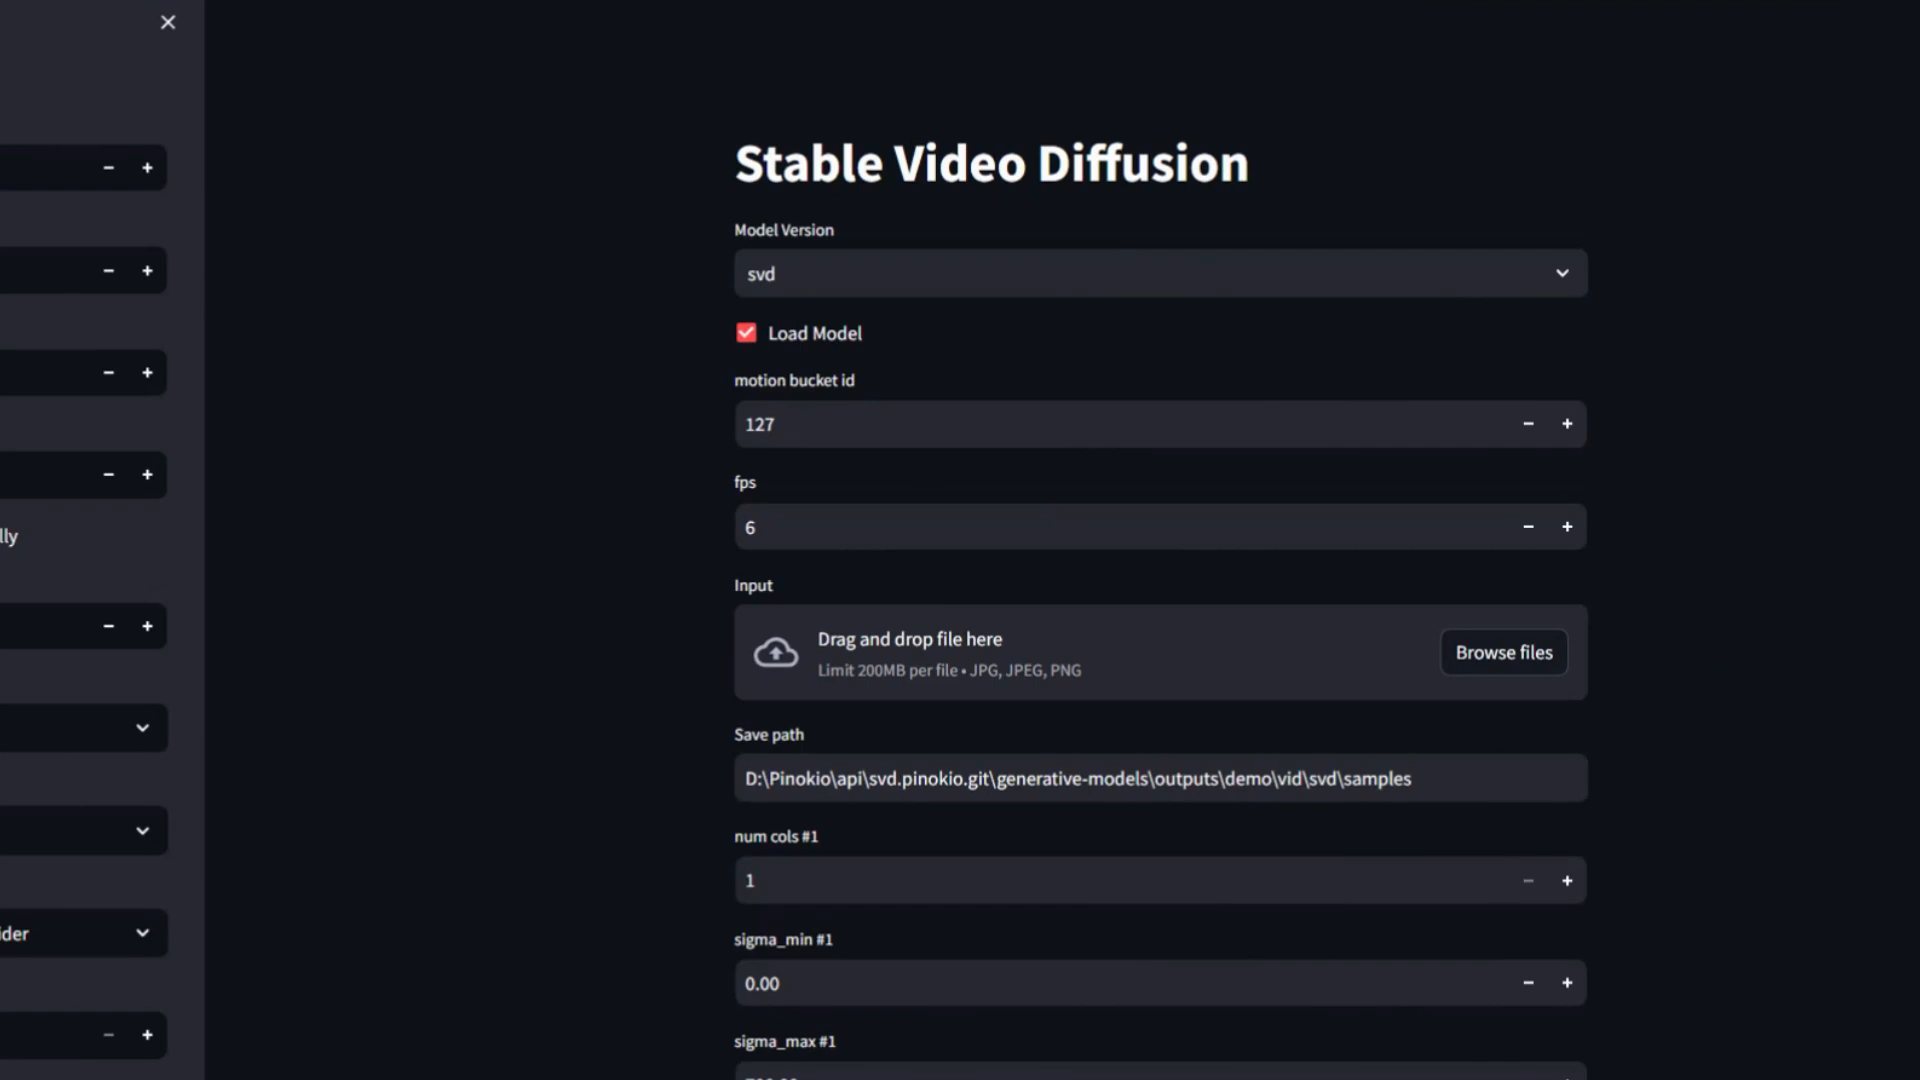 lly
ider
Stable Video Diffusion
Model Version
svd
Load Model
motion bucket id
127
fps
6
Input
Drag and drop file here
Limit 200MB per file • JPG, JPEG, PNG
Browse files
Save path
D:\Pinokio\api\svd.pinokio.git\generative-models\outputs\demo\vid\svd\samples
num cols #1
1
sigma_min #1
0.00
sigma_max #1